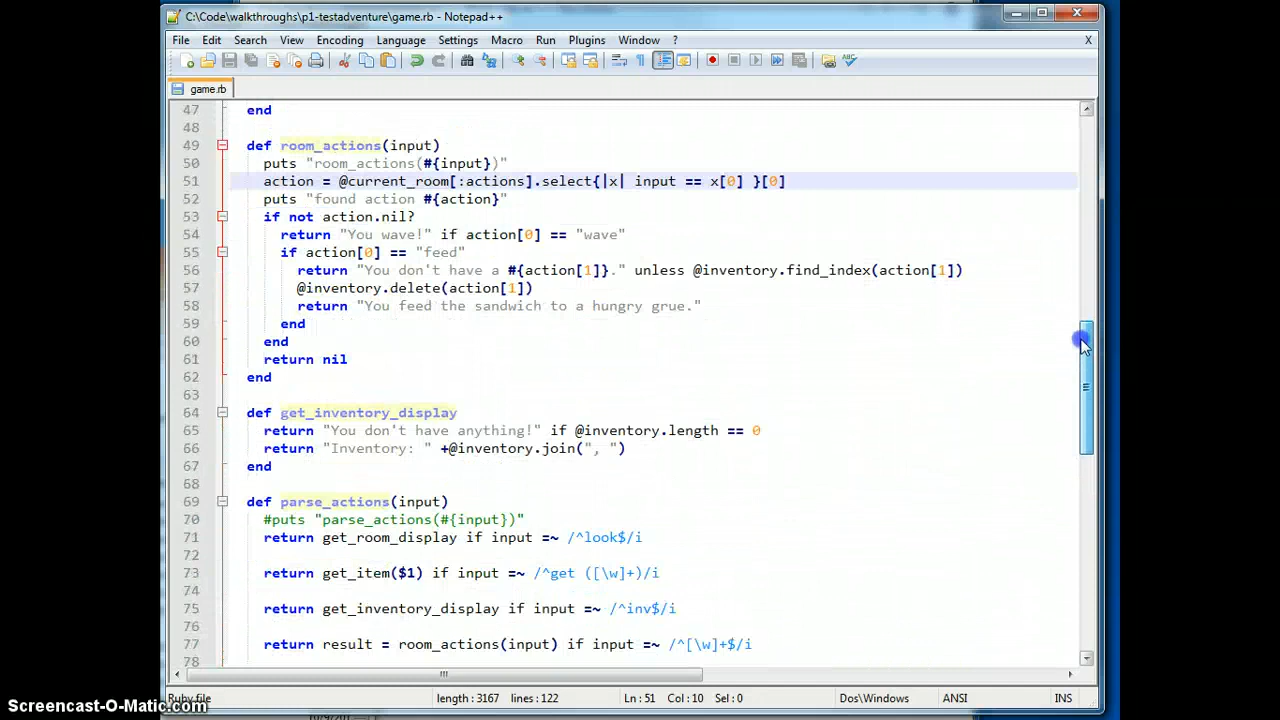 C:\Code\walkthroughs\p1-testadventure\game.rb - Notepad++
File Edit Search View Encoding Language Settings Macro Run Plugins Window ? X
game.rb
47 end
48
49 def room_actions(input)
50 puts "room_actions(#{input})"
51 action = @current_room[:actions].select{|x| input == x[0] }[0]
52 puts "found action #{action}"
53 if not action.nil?
54 return "You wave!" if action[0] == "wave"
55 if action[0] == "feed"
56 return "You don't have a #{action[1]}." unless @inventory.find_index(action[1])
57 @inventory.delete(action[1])
58 return "You feed the sandwich to a hungry grue."
59 end
60 end
61 return nil
62 end
63
64 def get_inventory_display
65 return "You don't have anything!" if @inventory.length == 0
66 return "Inventory: " +@inventory.join(", ")
67 end
68
69 def parse_actions(input)
70 #puts "parse_actions(#{input})"
71 return get_room_display if input =~ /^look$/i
72
73 return get_item($1) if input =~ /^get ([\w]+)/i
74
75 return get_inventory_display if input =~ /^inv$/i
76
77 return result = room_actions(input) if input =~ /^[\w]+$/i
78
Ruby file length : 3167 lines : 122 Ln : 51 Col : 10 Sel : 0 Dos\Windows ANSI INS
Screencast-O-Matic.com